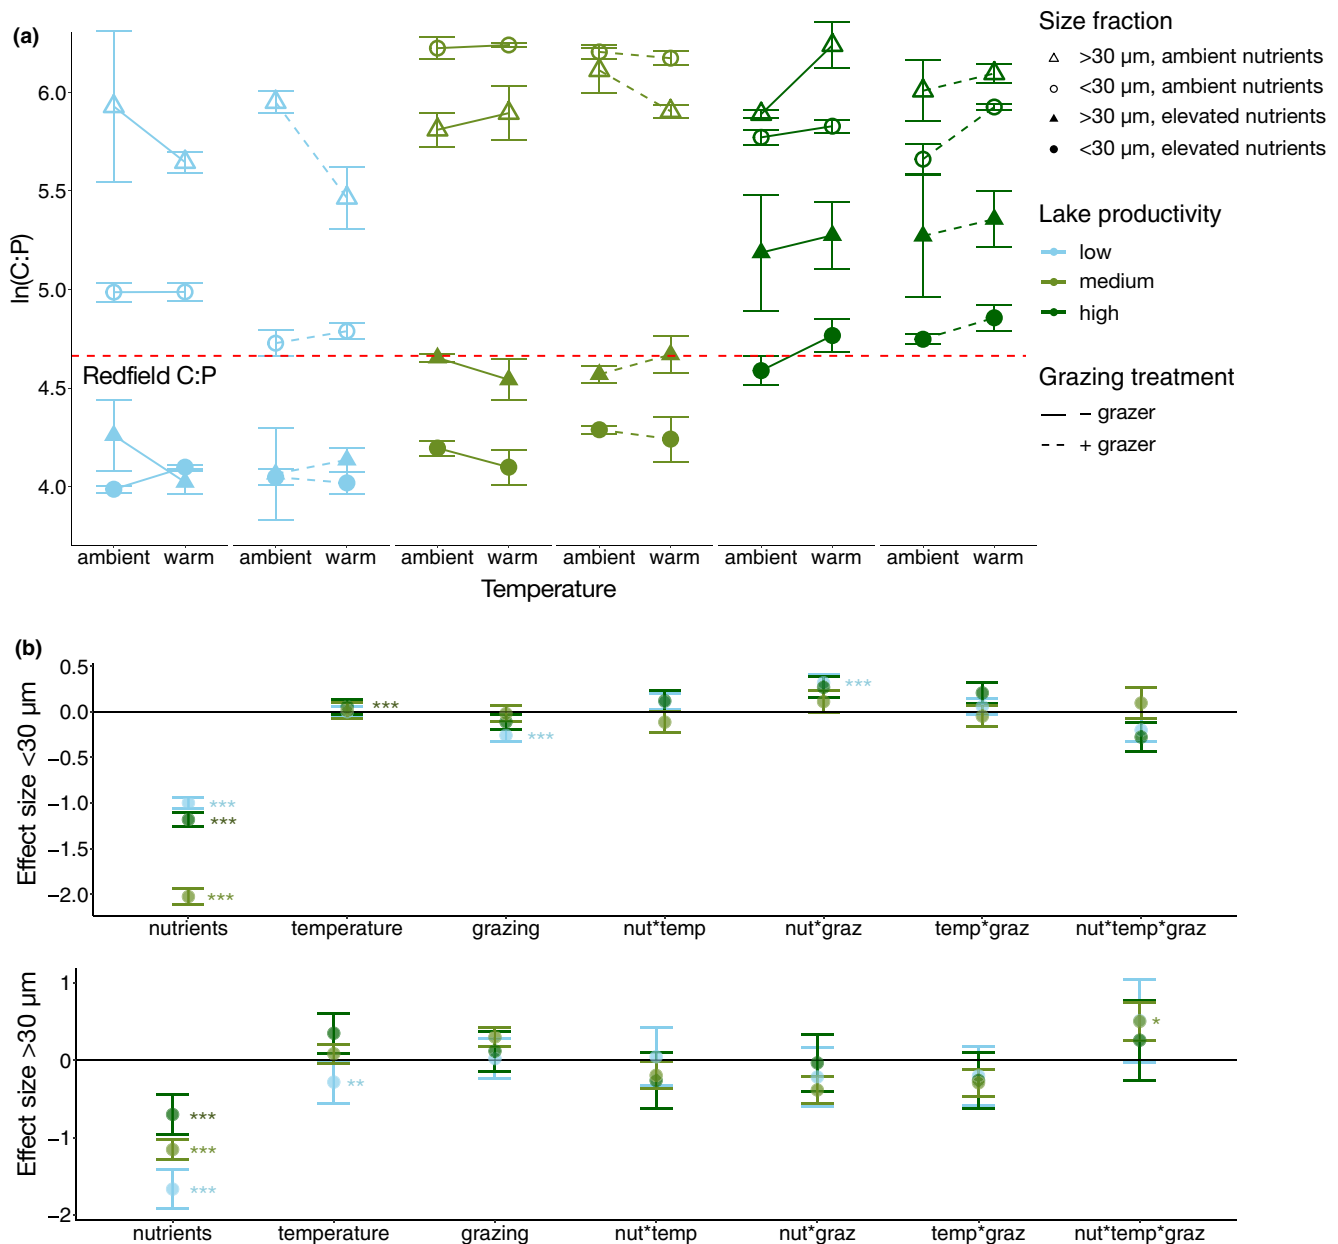 (a)
Size fraction
>30 µm, ambient nutrients
<30 µm, ambient nutrients
>30 µm, elevated nutrients
<30 µm, elevated nutrients
Lake productivity
low
medium
high
Grazing treatment
− grazer
+ grazer
ln(C:P)
6.0
5.5
5.0
4.5
4.0
Redfield C:P
ambient warm ambient warm ambient warm ambient warm ambient warm ambient warm
Temperature
(b)
Effect size <30 µm
0.5
0.0
−0.5
−1.0
−1.5
−2.0
***
***
***
***
***
***
nutrients temperature grazing nut*temp nut*graz temp*graz nut*temp*graz
Effect size >30 µm
1
0
−1
−2
***
***
***
**
*
nutrients temperature grazing nut*temp nut*graz temp*graz nut*temp*graz